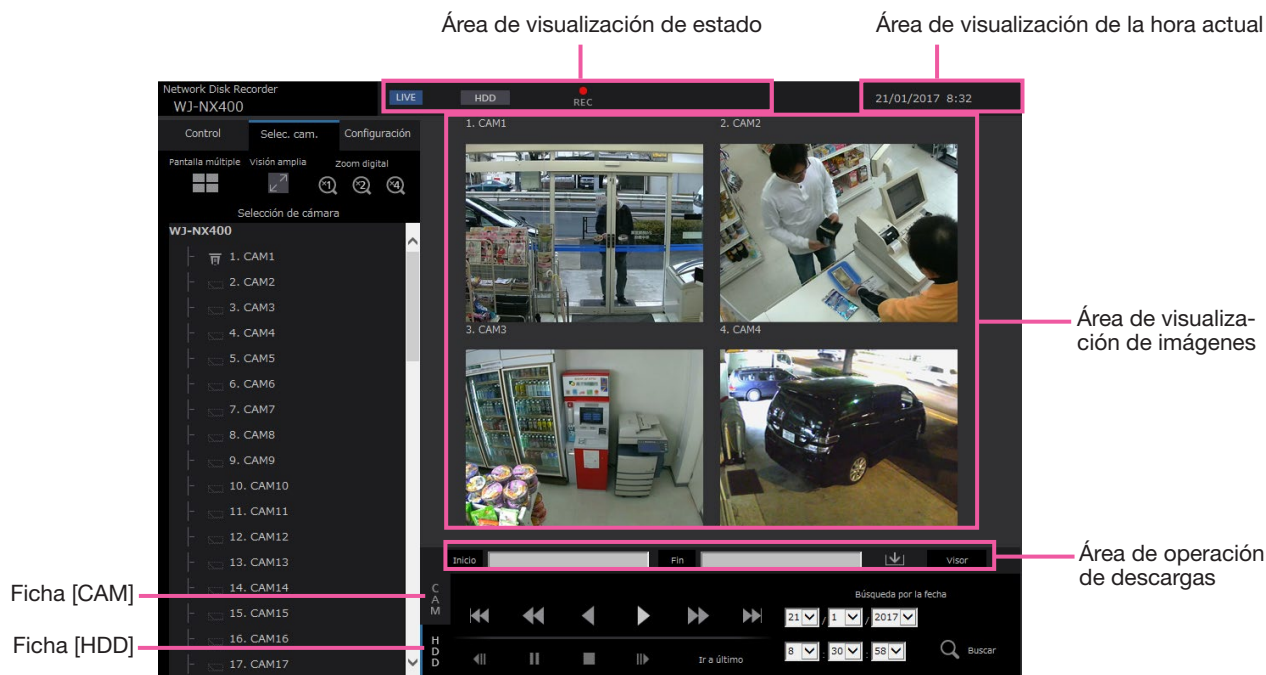 Área de visualización de estado
Área de visualización de la hora actual
Network Disk Recorder
WJ-NX400
LIVE
HDD
REC
21/01/2017 8:32
Control
Selec. cam.
Configuración
Pantalla múltiple
Visión amplia
Zoom digital
x1
x2
x4
Selección de cámara
WJ-NX400
1. CAM1
2. CAM2
3. CAM3
4. CAM4
5. CAM5
6. CAM6
7. CAM7
8. CAM8
9. CAM9
10. CAM10
11. CAM11
12. CAM12
13. CAM13
14. CAM14
15. CAM15
16. CAM16
17. CAM17
1. CAM1
2. CAM2
3. CAM3
4. CAM4
Área de visualiza-
ción de imágenes
Inicio
Fin
Visor
Área de operación
de descargas
Ficha [CAM]
Ficha [HDD]
CAM
HDD
Ir a último
Búsqueda por la fecha
21 / 1 / 2017
8 : 30 : 58
Buscar